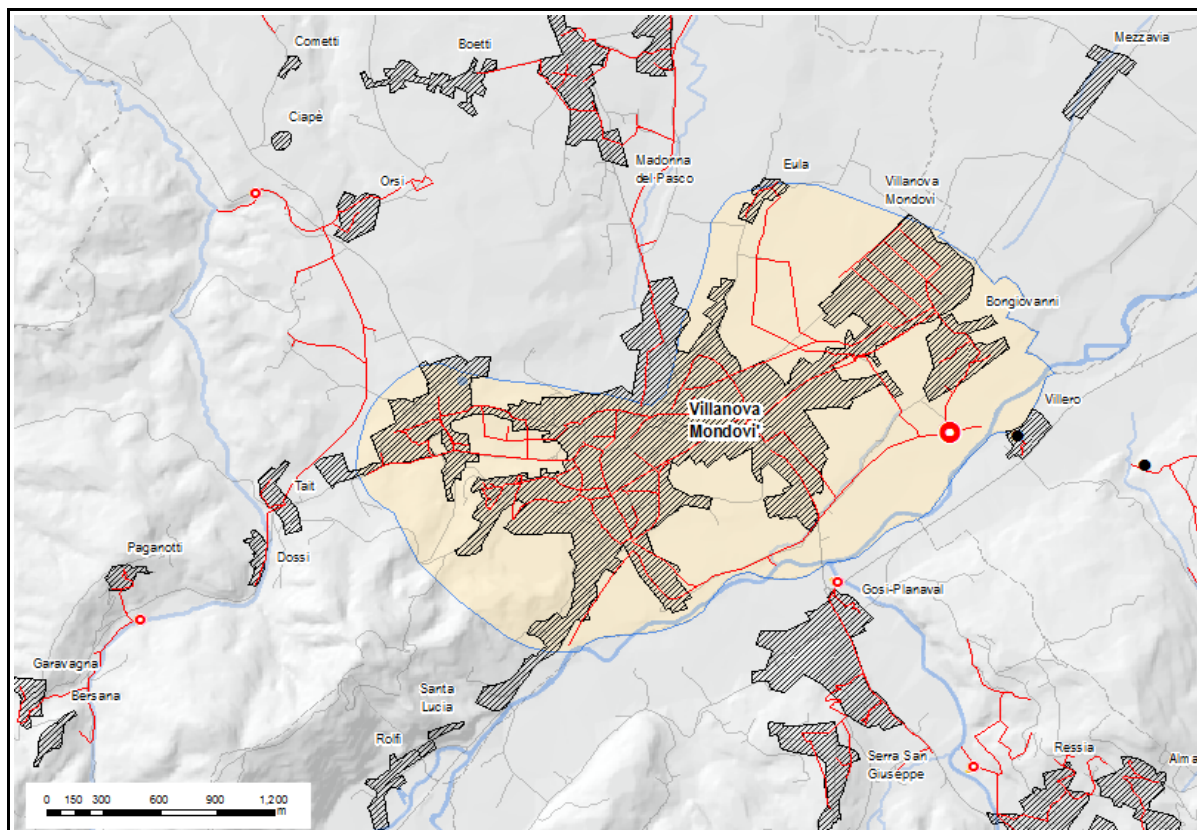 Cometti
Boetti
Mezzavia
Ciapè
Orsi
Madonna
del Pasco
Eula
Villanova
Mondovi
Bongiovanni
Villanova
Mondovi'
Villero
Tait
Dossi
Paganotti
Gosi-Planaval
Garavagna
Bersana
Santa
Lucia
Rolfi
Serra San
Giuseppe
Ressia
Alma
0 150 300 600 900 1,200
m